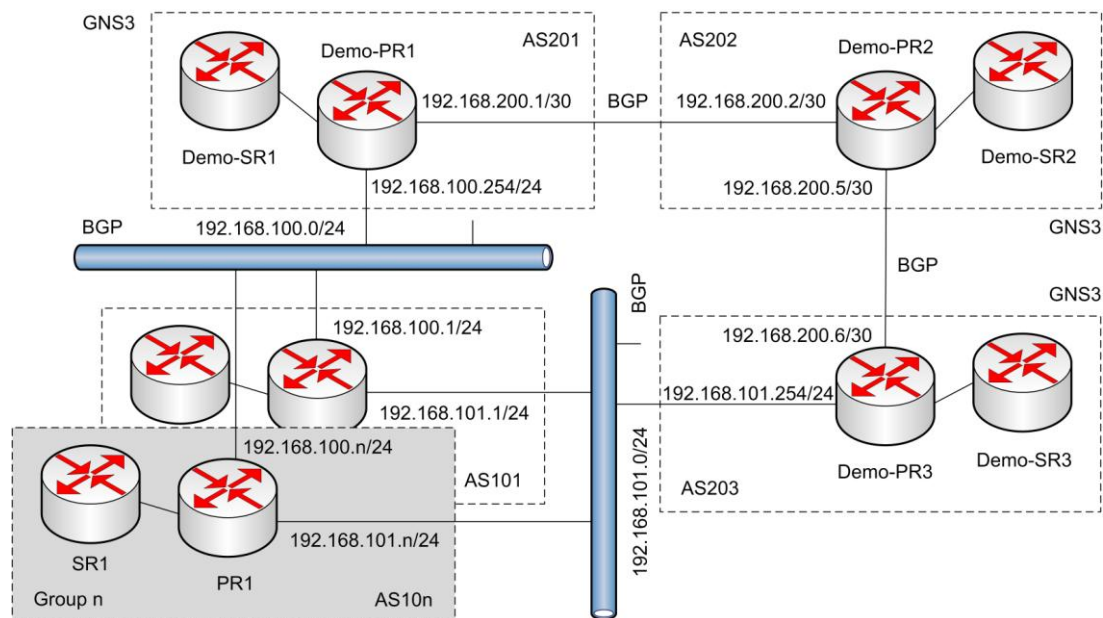 GNS3
Demo-PR1
AS201
AS202
Demo-PR2
192.168.200.1/30
BGP
192.168.200.2/30
Demo-SR1
Demo-SR2
192.168.100.254/24
192.168.200.5/30
BGP
192.168.100.0/24
GNS3
BGP
BGP
GNS3
192.168.100.1/24
192.168.200.6/30
192.168.101.1/24
192.168.101.254/24
192.168.100.n/24
192.168.101.0/24
AS101
Demo-PR3
Demo-SR3
AS203
192.168.101.n/24
SR1
PR1
Group n
AS10n